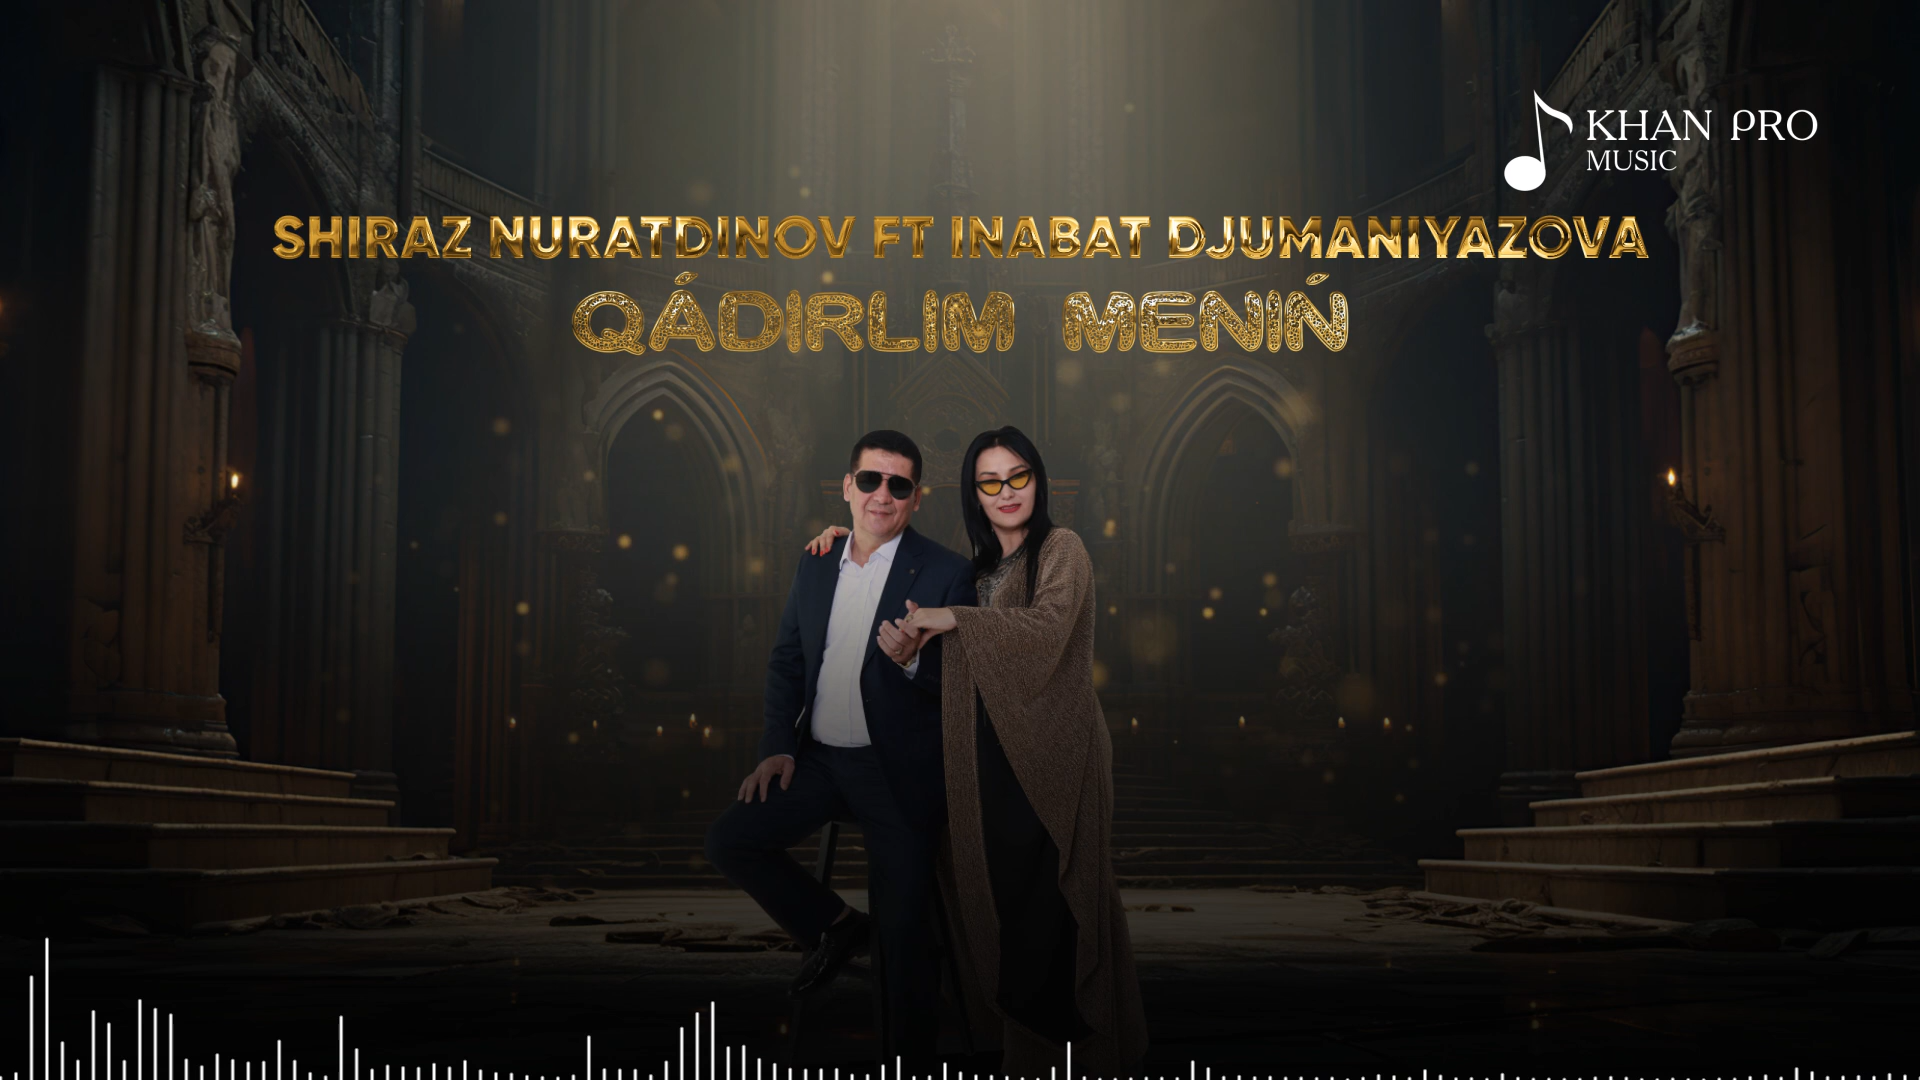 KHAN PRO
MUSIC
SHIRAZ NURATDINOV FT INABAT DJUMANIYAZOVA
QÁDIRLIM MENIŃ